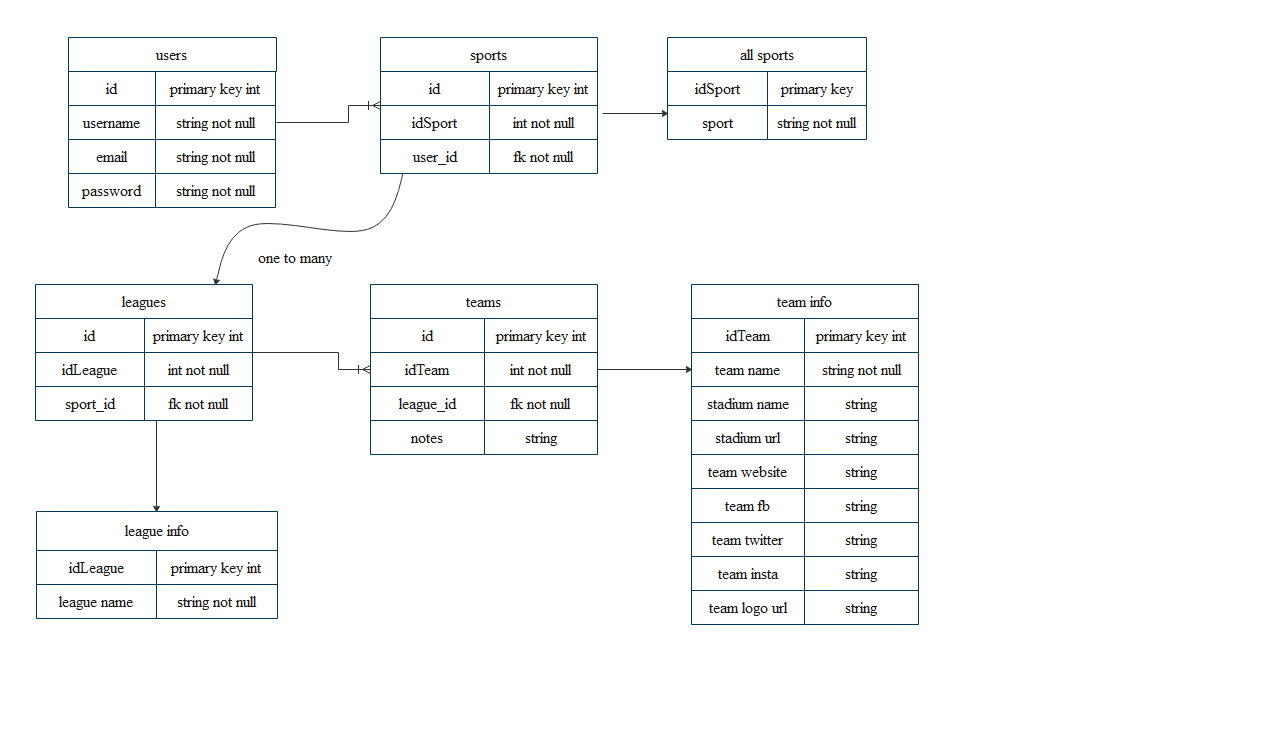 users
id primary key int
username string not null
email string not null
password string not null
sports
id primary key int
idSport int not null
user_id fk not null
all sports
idSport primary key
sport string not null
one to many
leagues
id primary key int
idLeague int not null
sport_id fk not null
teams
id primary key int
idTeam int not null
league_id fk not null
notes string
team info
idTeam primary key int
team name string not null
stadium name string
stadium url string
team website string
team fb string
team twitter string
team insta string
team logo url string
league info
idLeague primary key int
league name string not null